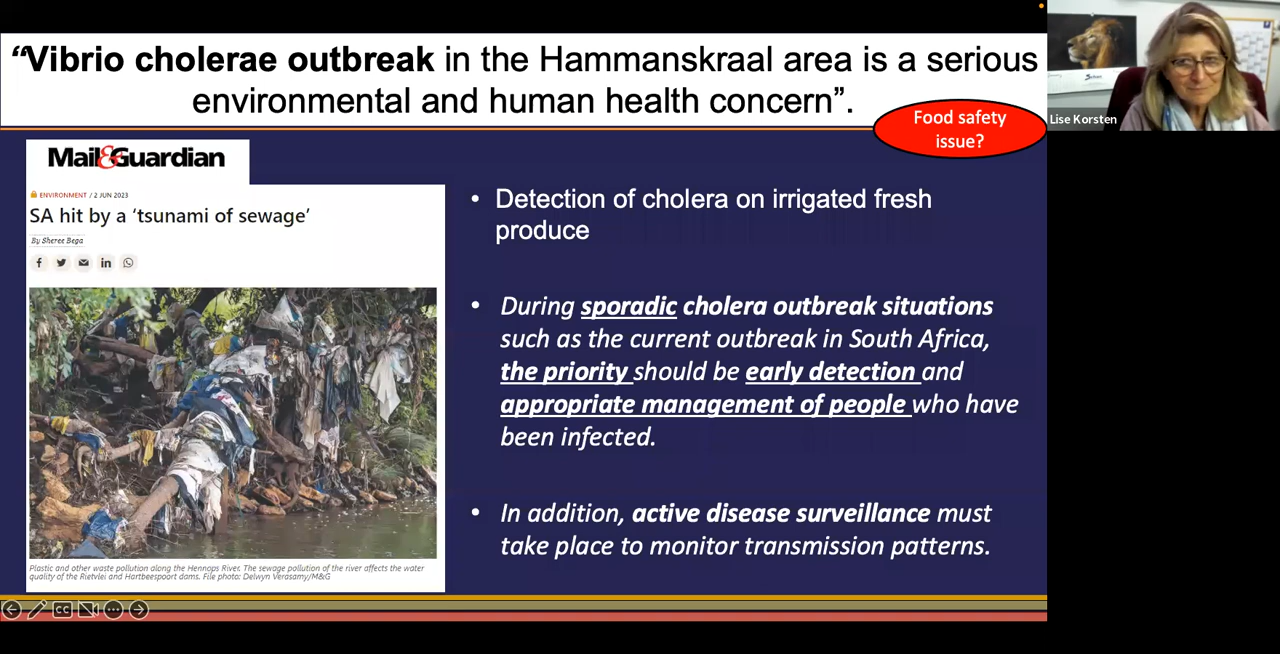 “Vibrio cholerae outbreak in the Hammanskraal area is a serious
environmental and human health concern”.
Food safety
issue?
Lise Korsten
Mail&Guardian
ENVIRONMENT / 2 JUN 2023
SA hit by a ‘tsunami of sewage’
By Sheree Bega
Plastic and other waste pollution along the Hennops River. The sewage pollution of the river affects the water
quality of the Rietvlei and Hartbeespoort dams. File photo: Delwyn Verasamy/M&G
• Detection of cholera on irrigated fresh
produce
• During sporadic cholera outbreak situations
such as the current outbreak in South Africa,
the priority should be early detection and
appropriate management of people who have
been infected.
• In addition, active disease surveillance must
take place to monitor transmission patterns.
CC